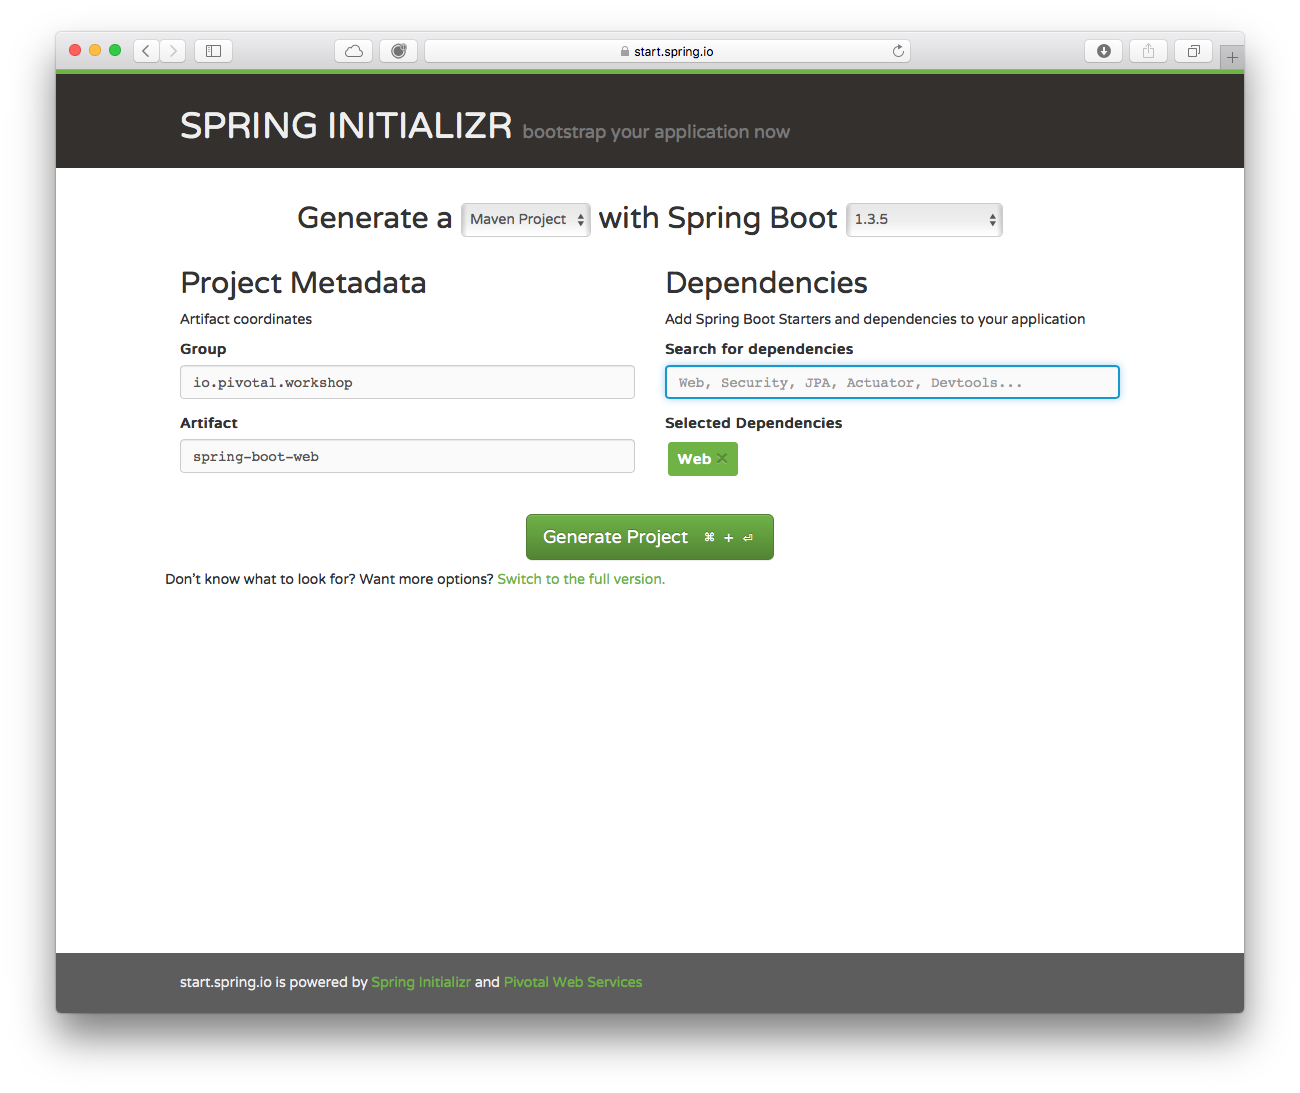 start.spring.io
SPRING INITIALIZR bootstrap your application now
Generate a Maven Project with Spring Boot 1.3.5
Project Metadata
Artifact coordinates
Group
io.pivotal.workshop
Artifact
spring-boot-web
Dependencies
Add Spring Boot Starters and dependencies to your application
Search for dependencies
Web, Security, JPA, Actuator, Devtools...
Selected Dependencies
Web ×
Generate Project ⌘ + ⏎
Don't know what to look for? Want more options? Switch to the full version.
start.spring.io is powered by Spring Initializr and Pivotal Web Services